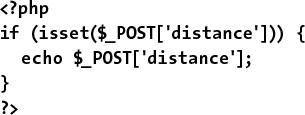 <?php
if (isset($_POST['distance'])) {
  echo $_POST['distance'];
}
?>